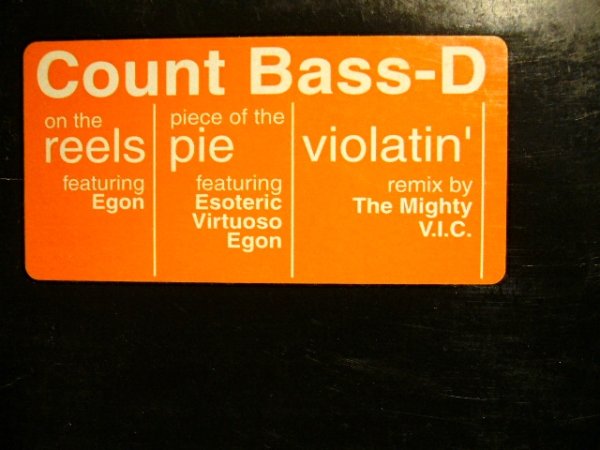 Count Bass-D
on the
reels
featuring
Egon
piece of the
pie
featuring
Esoteric
Virtuoso
Egon
violatin'
remix by
The Mighty
V.I.C.